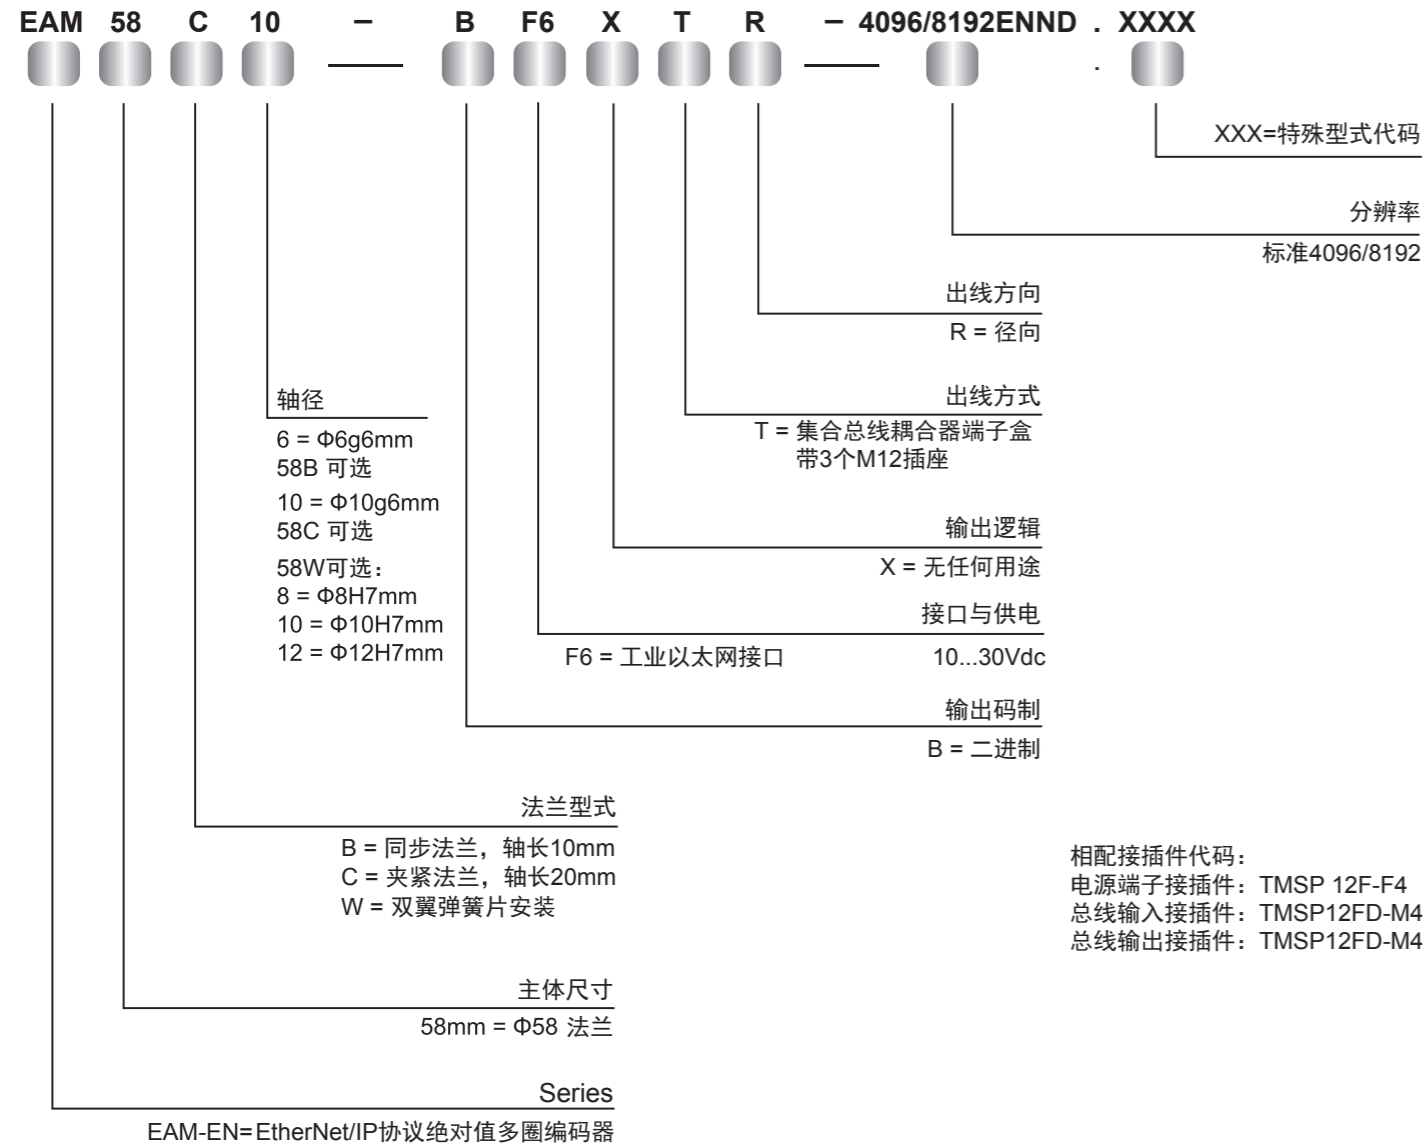 EAM 58 C 10 – B F6 X T R – 4096/8192ENND . XXXX
.
XXX=特殊型式代码
分辨率
标准4096/8192
出线方向
R = 径向
出线方式
T = 集合总线耦合器端子盒
带3个M12插座
输出逻辑
X = 无任何用途
接口与供电
F6 = 工业以太网接口 10...30Vdc
输出码制
B = 二进制
轴径
6 = Φ6g6mm
58B 可选
10 = Φ10g6mm
58C 可选
58W可选：
8 = Φ8H7mm
10 = Φ10H7mm
12 = Φ12H7mm
法兰型式
B = 同步法兰，轴长10mm
C = 夹紧法兰，轴长20mm
W = 双翼弹簧片安装
主体尺寸
58mm = Φ58 法兰
Series
EAM-EN=EtherNet/IP协议绝对值多圈编码器
相配接插件代码：
电源端子接插件：TMSP 12F-F4
总线输入接插件：TMSP12FD-M4
总线输出接插件：TMSP12FD-M4